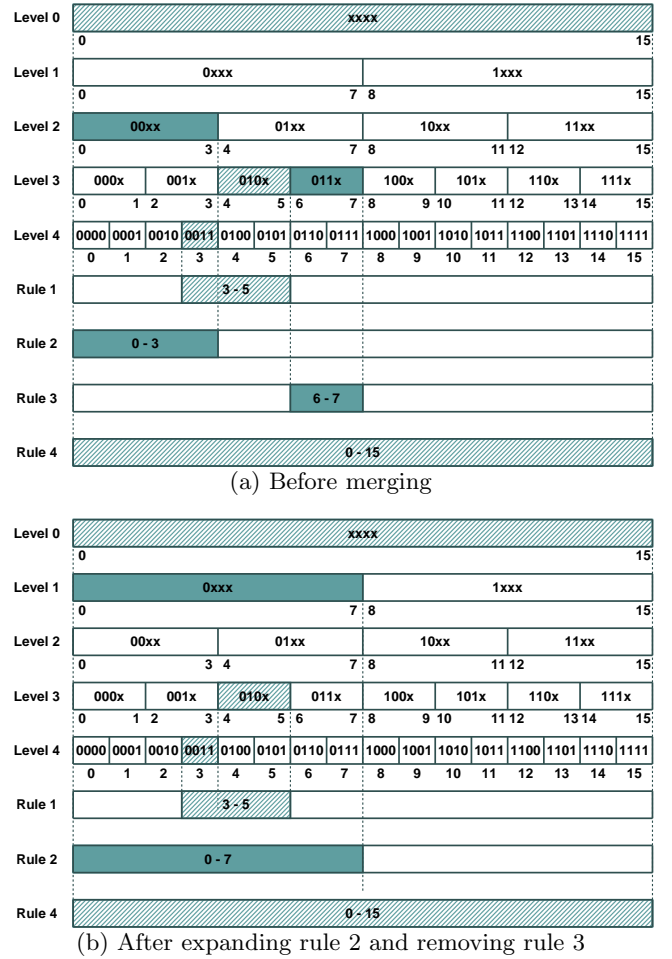 Level 0 xxxx
0 15
Level 1 0xxx 1xxx
0 7 8 15
Level 2 00xx 01xx 10xx 11xx
0 3 4 7 8 11 12 15
Level 3 000x 001x 010x 011x 100x 101x 110x 111x
0 1 2 3 4 5 6 7 8 9 10 11 12 13 14 15
Level 4 0000 0001 0010 0011 0100 0101 0110 0111 1000 1001 1010 1011 1100 1101 1110 1111
0 1 2 3 4 5 6 7 8 9 10 11 12 13 14 15
Rule 1 3 - 5
Rule 2 0 - 3
Rule 3 6 - 7
Rule 4 0 - 15
(a) Before merging
Level 0 xxxx
0 15
Level 1 0xxx 1xxx
0 7 8 15
Level 2 00xx 01xx 10xx 11xx
0 3 4 7 8 11 12 15
Level 3 000x 001x 010x 011x 100x 101x 110x 111x
0 1 2 3 4 5 6 7 8 9 10 11 12 13 14 15
Level 4 0000 0001 0010 0011 0100 0101 0110 0111 1000 1001 1010 1011 1100 1101 1110 1111
0 1 2 3 4 5 6 7 8 9 10 11 12 13 14 15
Rule 1 3 - 5
Rule 2 0 - 7
Rule 4 0 - 15
(b) After expanding rule 2 and removing rule 3